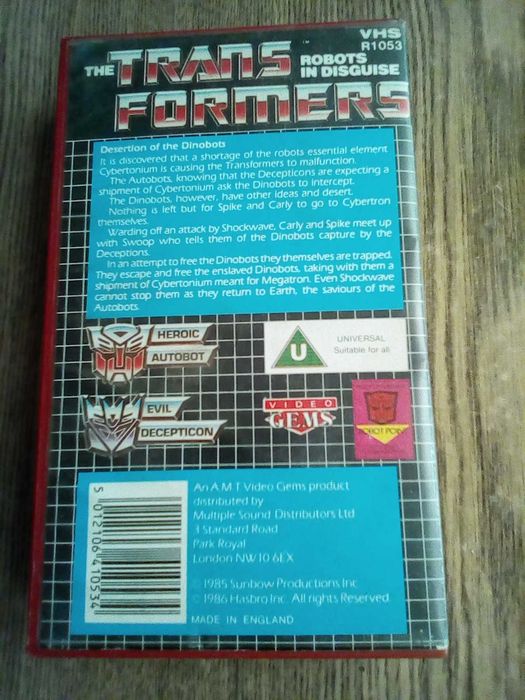 VHS
R1053
THE TRANS
FORMERS
ROBOTS
IN DISGUISE
Desertion of the Dinobots
It is discovered that a shortage of the robots essential element
Cybertonium is causing the Transformers to malfunction.
The Autobots, knowing that the Decepticons are expecting a
shipment of Cybertonium ask the Dinobots to intercept.
The Dinobots, however, have other ideas and desert.
Nothing is left but for Spike and Carly to go to Cybertron
themselves.
Warding off an attack by Shockwave, Carly and Spike meet up
with Swoop who tells them of the Dinobots capture by the
Deceptions.
In an attempt to free the Dinobots they themselves are trapped.
They escape and free the enslaved Dinobots, taking with them a
shipment of Cybertonium meant for Megatron. Even Shockwave
cannot stop them as they return to Earth, the saviours of the
Autobots.
HEROIC
AUTOBOT
U
UNIVERSAL
Suitable for all
EVIL
DECEPTICON
VIDEO
GEMS
ROBOT POINT
5 012106 410534
An A.M.T Video Gems product
distributed by
Multiple Sound Distributors Ltd
3 Standard Road
Park Royal
London NW10 6EX
© 1985 Sunbow Productions Inc
© 1986 Hasbro Inc. All rights Reserved
MADE IN ENGLAND